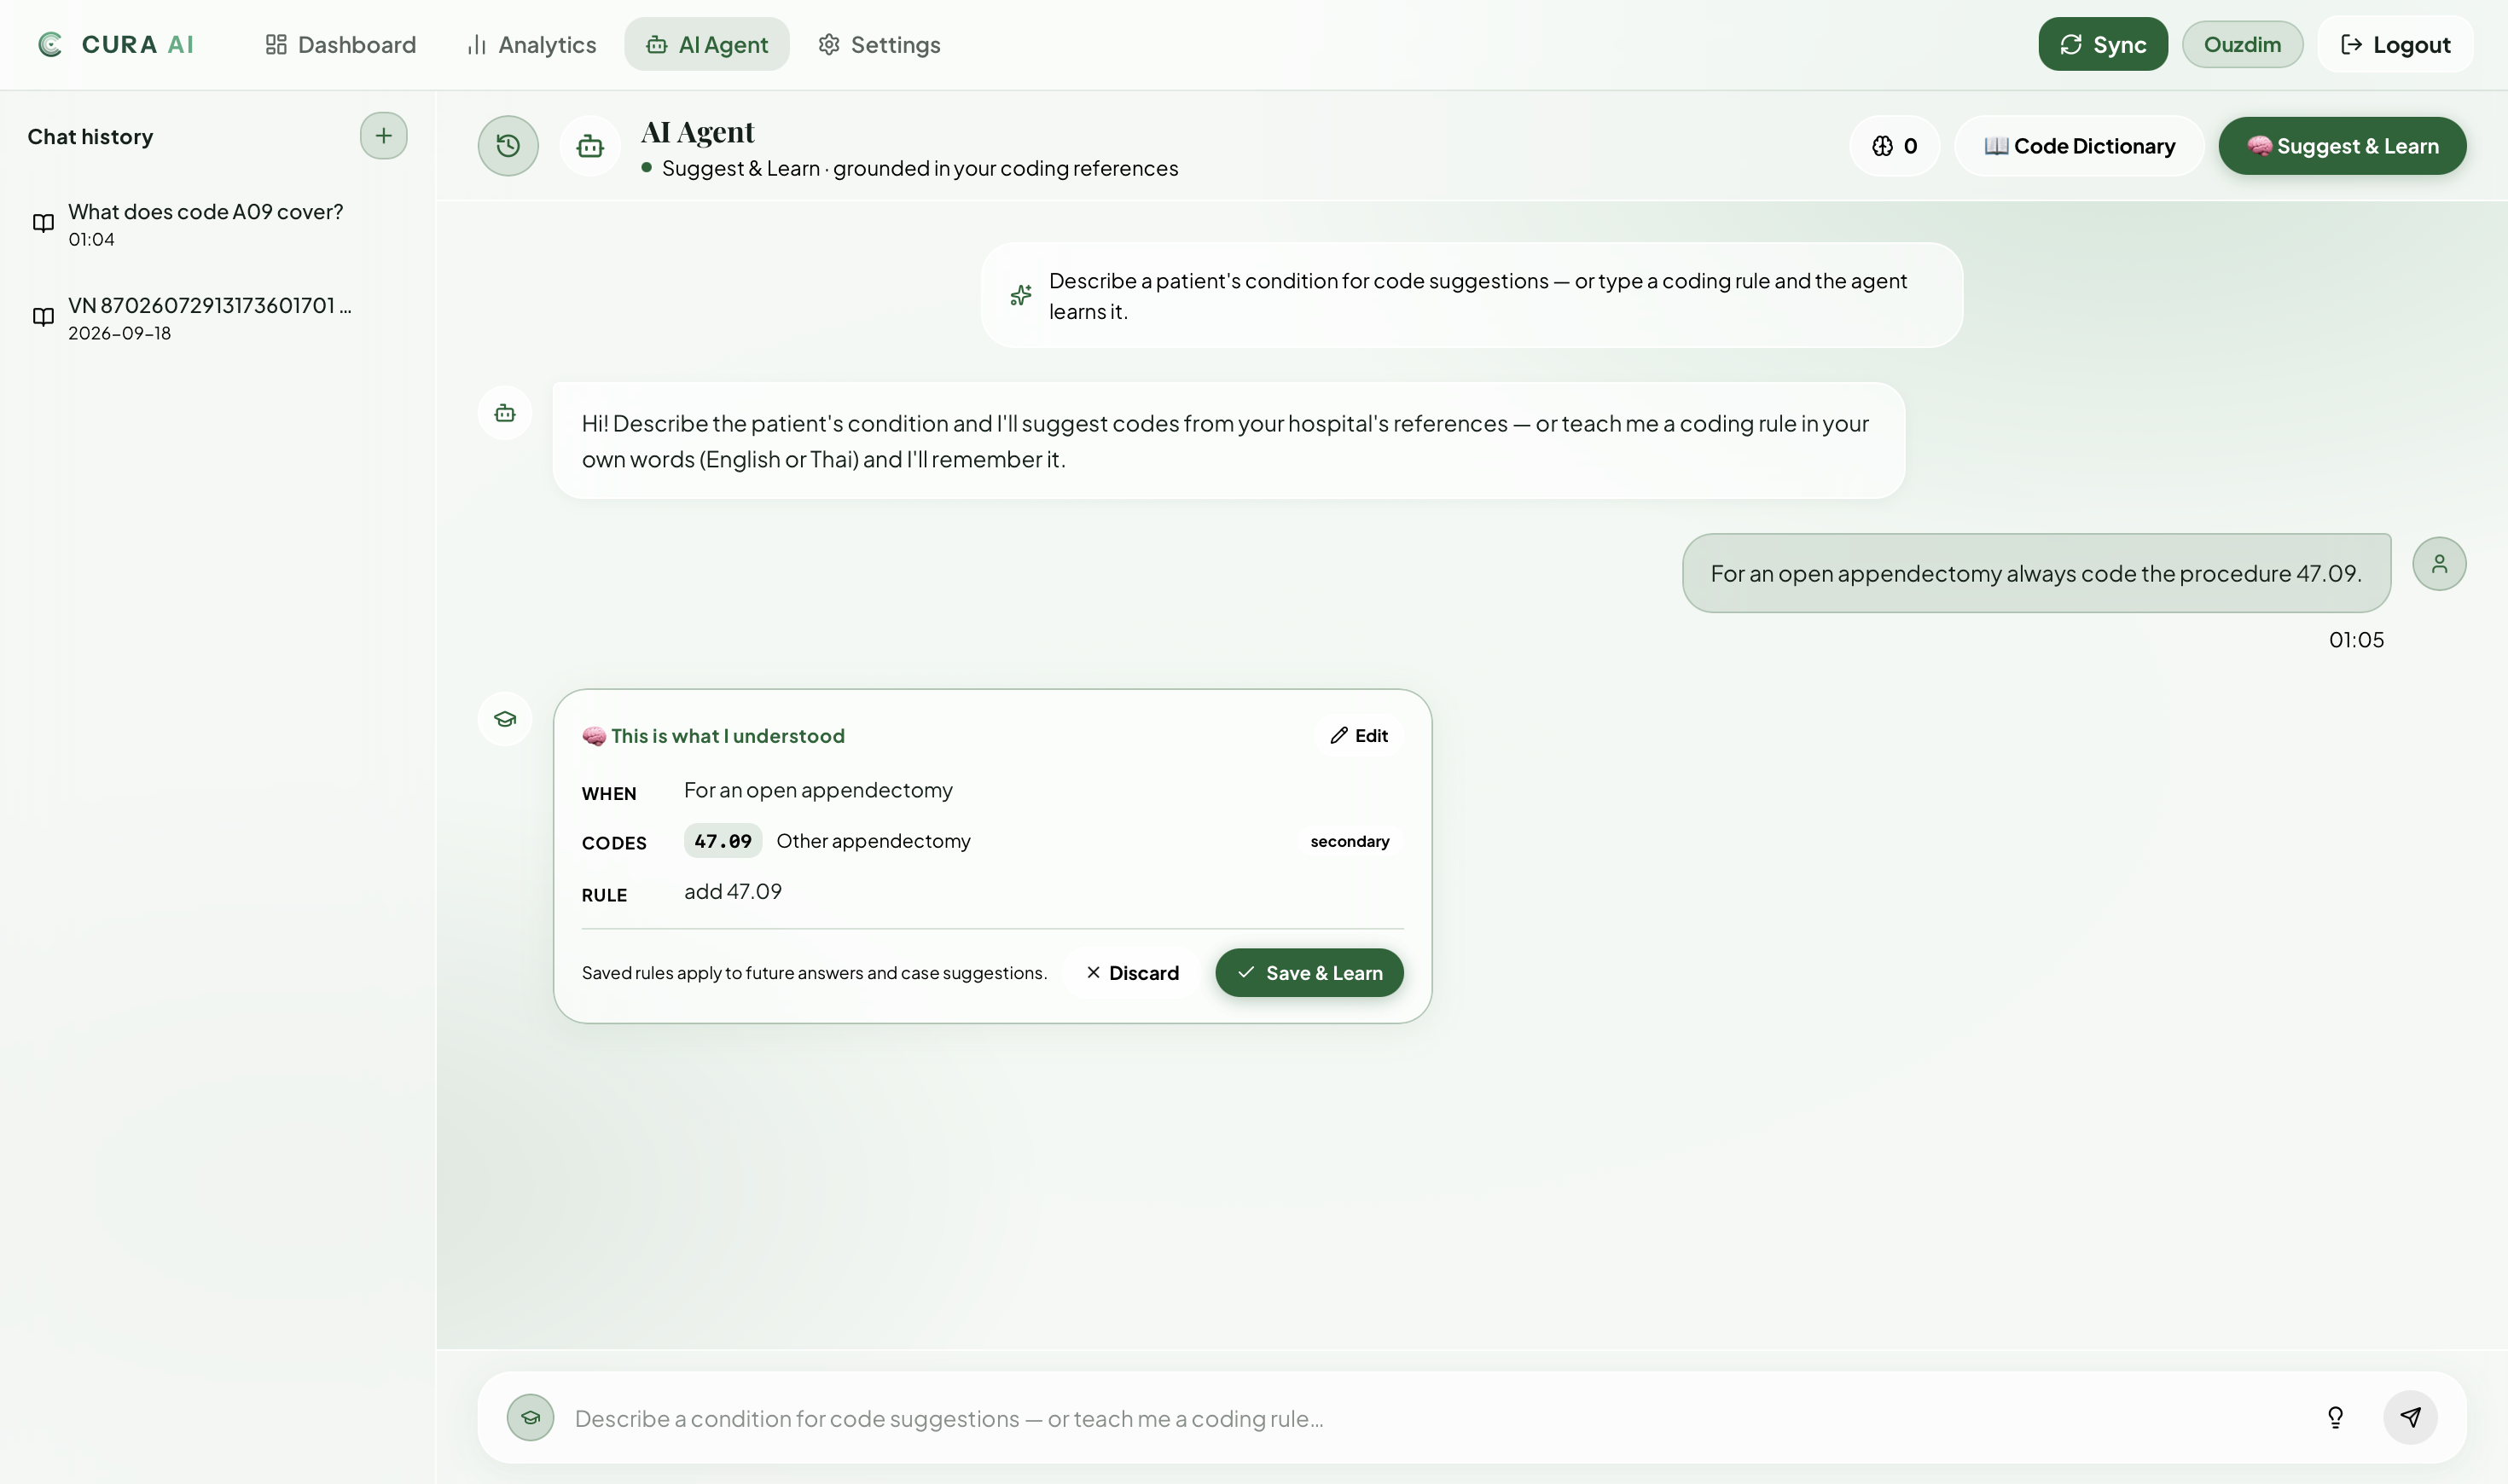 CURA AI
Dashboard
Analytics
AI Agent
Settings
Sync
Ouzdim
Logout
Chat history
What does code A09 cover?
01:04
VN 87026072913173601701 ...
2026-09-18
AI Agent
Suggest & Learn · grounded in your coding references
0
📖 Code Dictionary
🧠 Suggest & Learn
Describe a patient's condition for code suggestions — or type a coding rule and the agent
learns it.
Hi! Describe the patient's condition and I'll suggest codes from your hospital's references — or teach me a coding rule in your
own words (English or Thai) and I'll remember it.
For an open appendectomy always code the procedure 47.09.
01:05
🧠 This is what I understood
Edit
WHEN For an open appendectomy
CODES 47.09 Other appendectomy secondary
RULE add 47.09
Saved rules apply to future answers and case suggestions.
Discard
Save & Learn
Describe a condition for code suggestions — or teach me a coding rule...